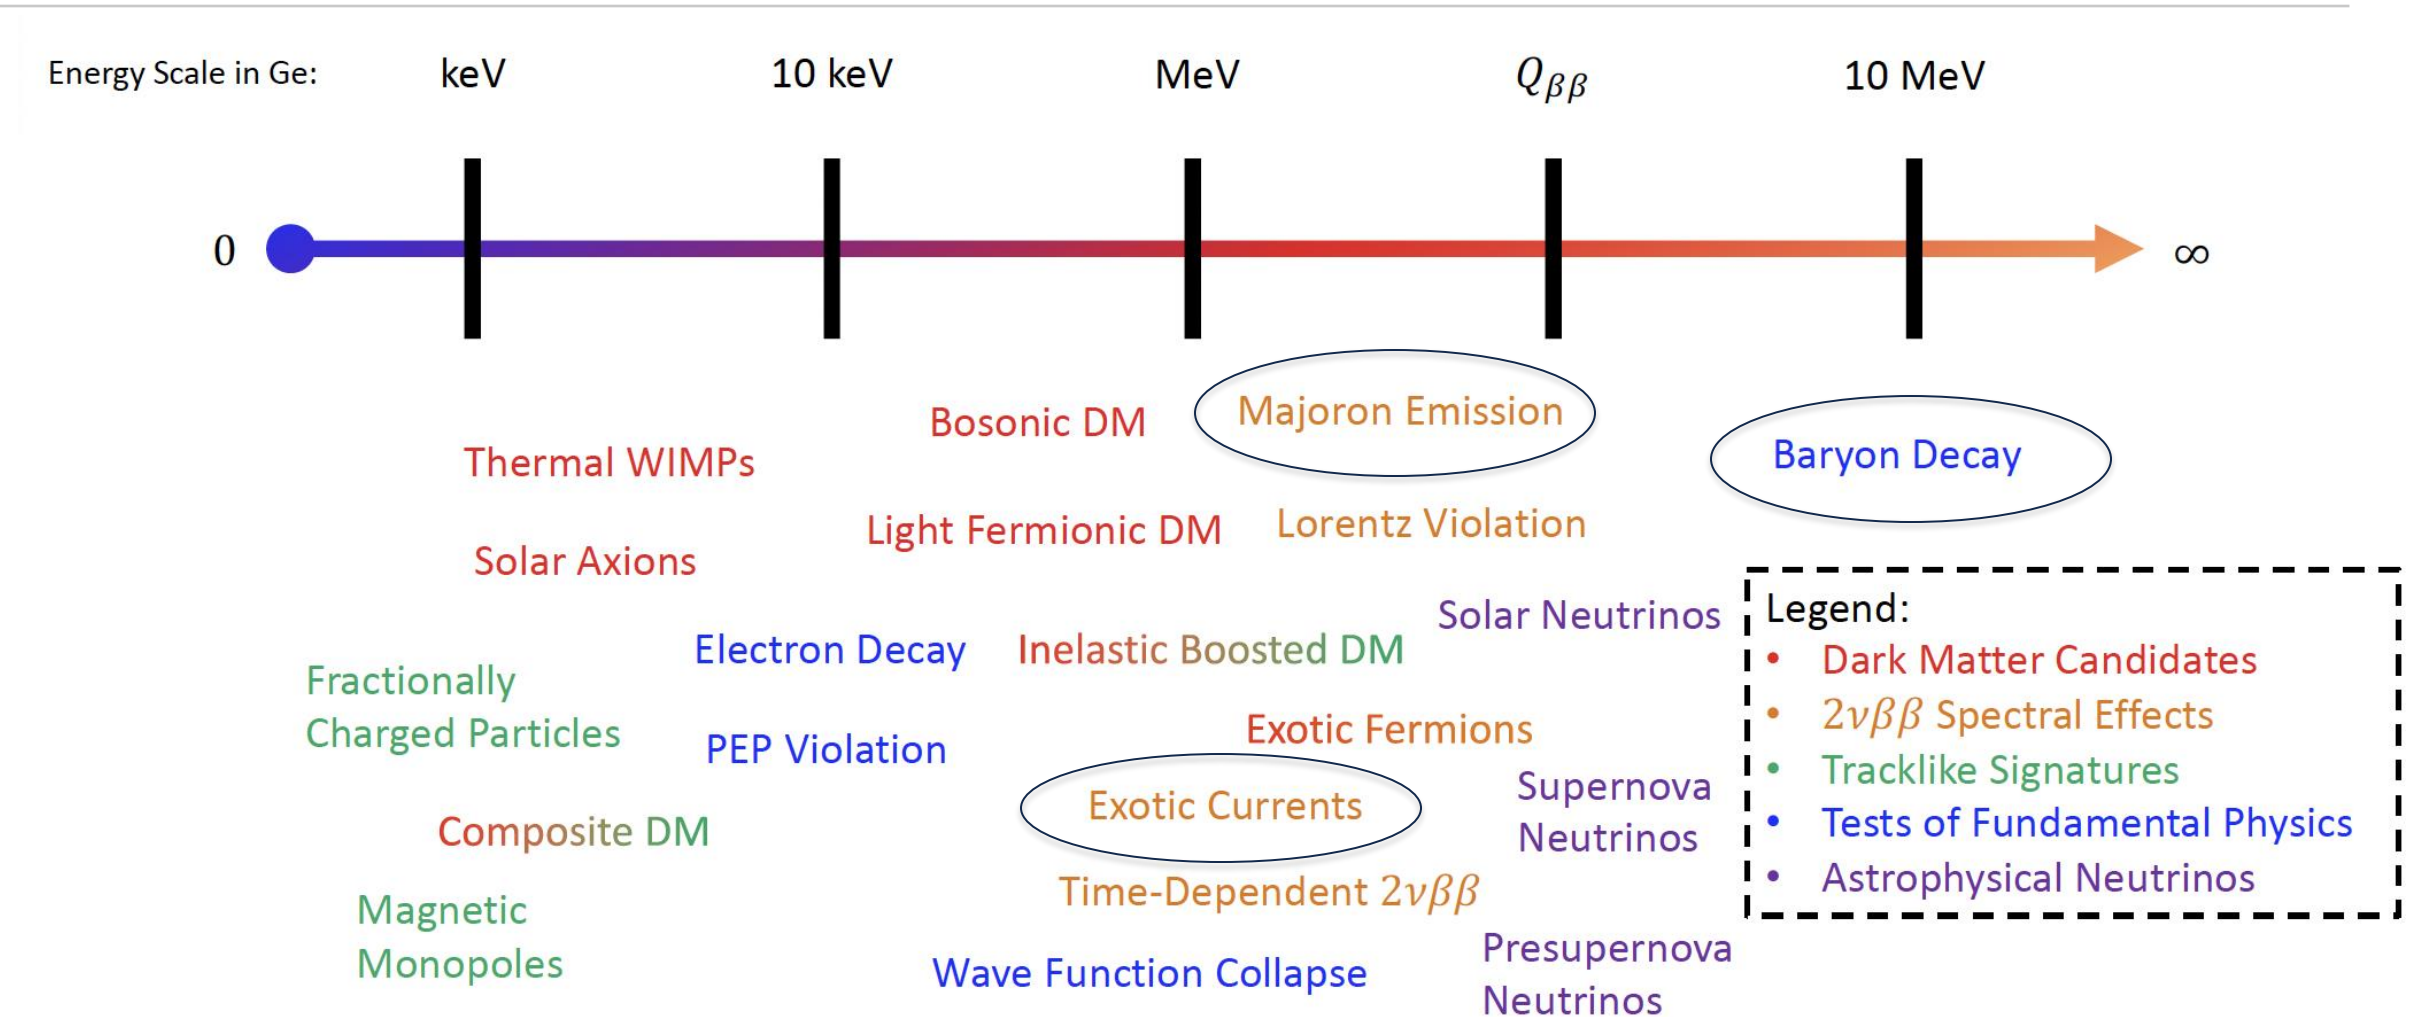 Energy Scale in Ge: keV 10 keV MeV Qββ 10 MeV
0 ∞
Majoron Emission
Bosonic DM
Baryon Decay
Thermal WIMPs
Lorentz Violation
Light Fermionic DM
Solar Axions
Solar Neutrinos
Electron Decay
Inelastic Boosted DM
Fractionally
Charged Particles
Exotic Fermions
PEP Violation
Supernova
Neutrinos
Exotic Currents
Composite DM
Time-Dependent 2νββ
Magnetic
Monopoles
Presupernova
Neutrinos
Wave Function Collapse
Legend:
• Dark Matter Candidates
• 2νββ Spectral Effects
• Tracklike Signatures
• Tests of Fundamental Physics
• Astrophysical Neutrinos